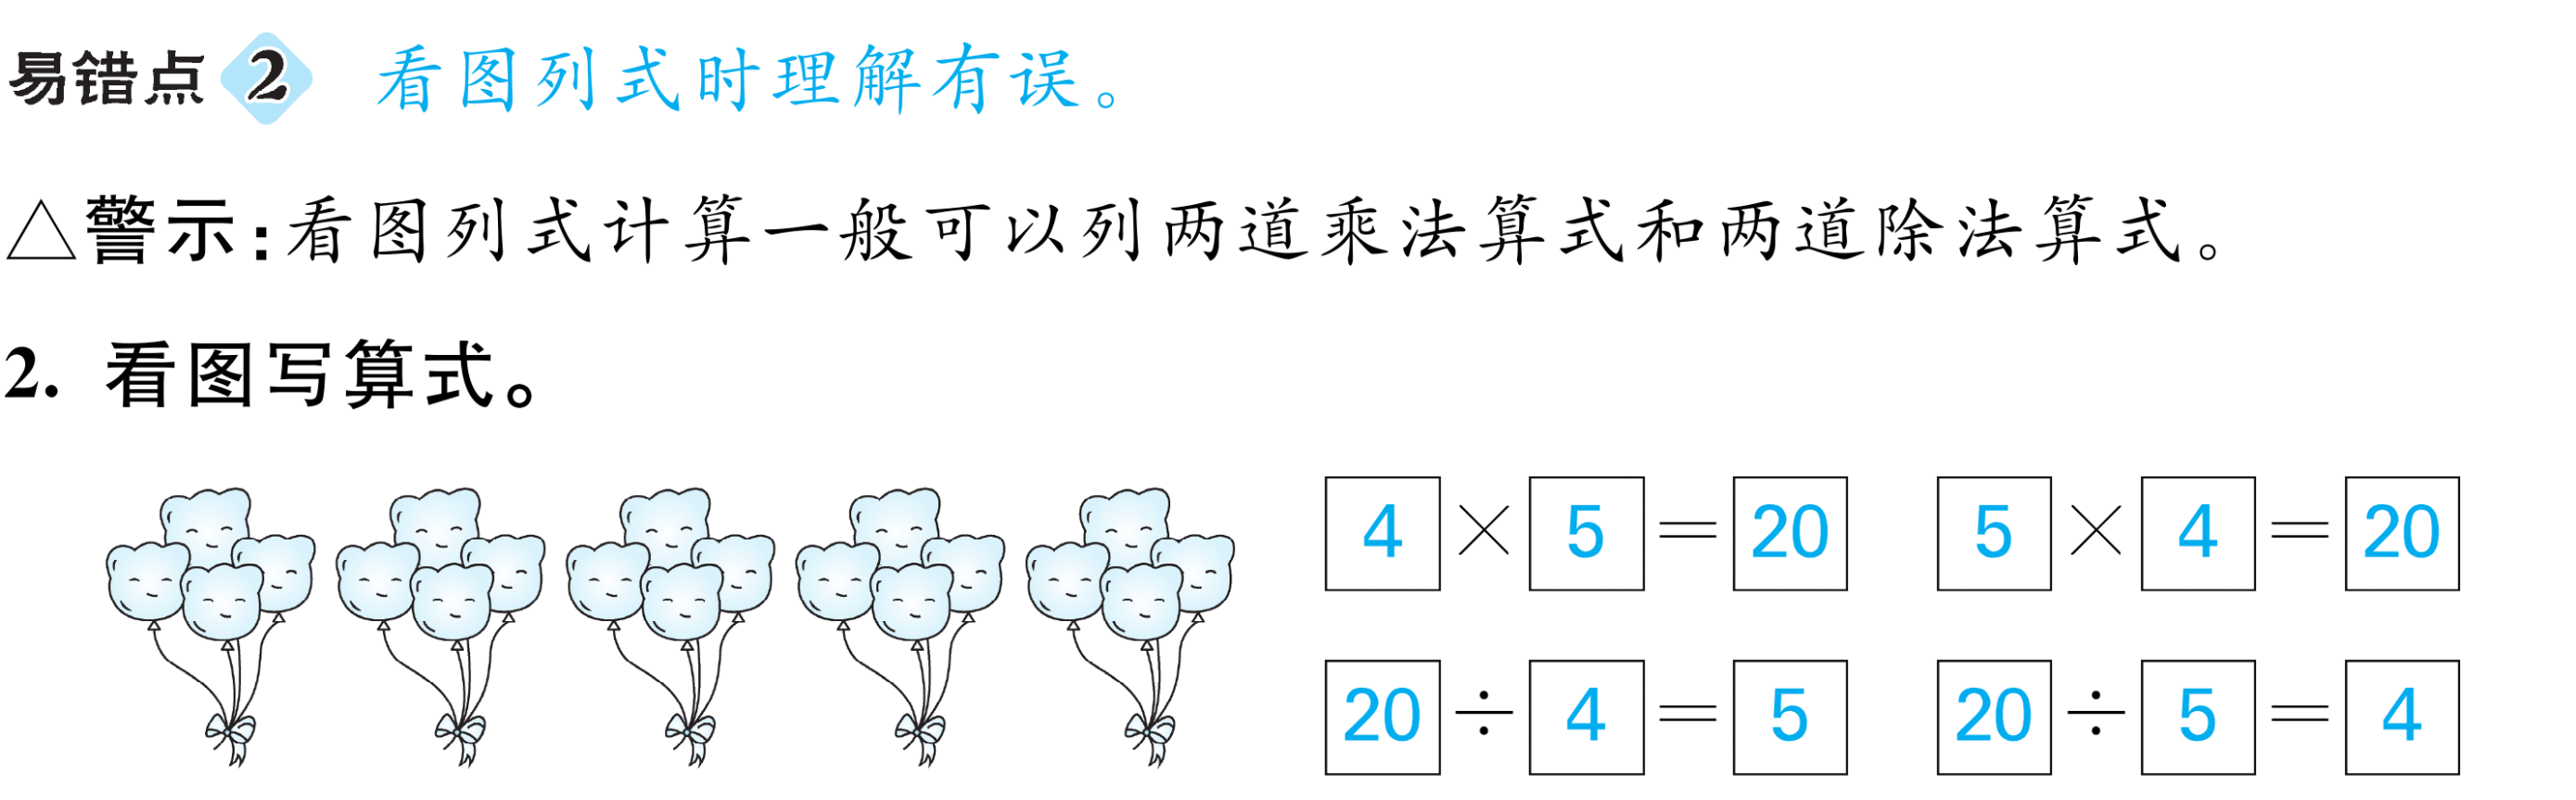 易错点2 看图列式时理解有误。
△警示:看图列式计算一般可以列两道乘法算式和两道除法算式。
2. 看图写算式。
4×5=20 5×4=20
20÷4=5 20÷5=4